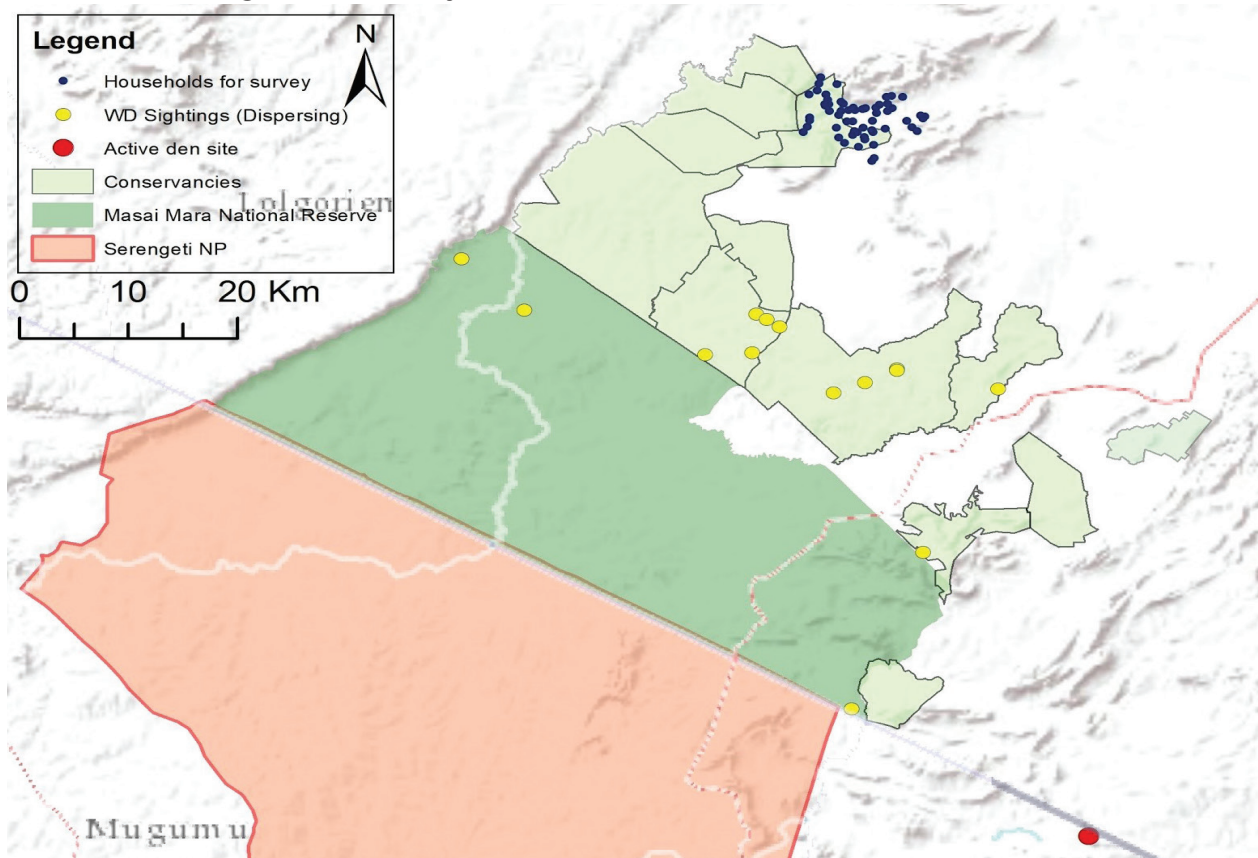 Legend
N
Households for survey
WD Sightings (Dispersing)
Active den site
Conservancies
Lolgorien
Masai Mara National Reserve
Serengeti NP
0 10 20 Km
Mugumu